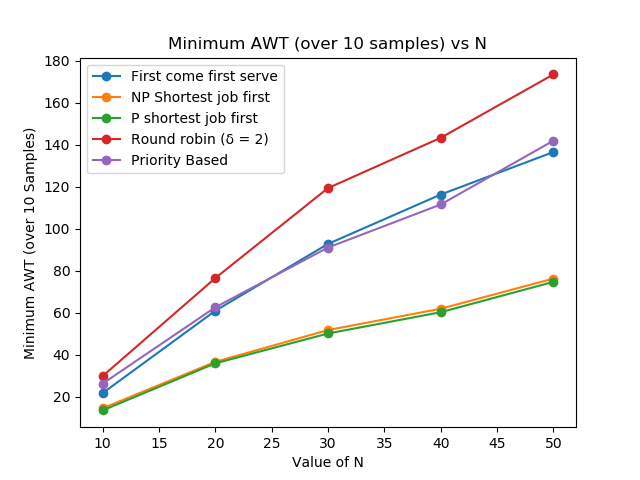 Minimum AWT (over 10 samples) vs N
Minimum AWT (over 10 Samples)
180
160
140
120
100
80
60
40
20
First come first serve
NP Shortest job first
P shortest job first
Round robin (δ = 2)
Priority Based
10 15 20 25 30 35 40 45 50
Value of N